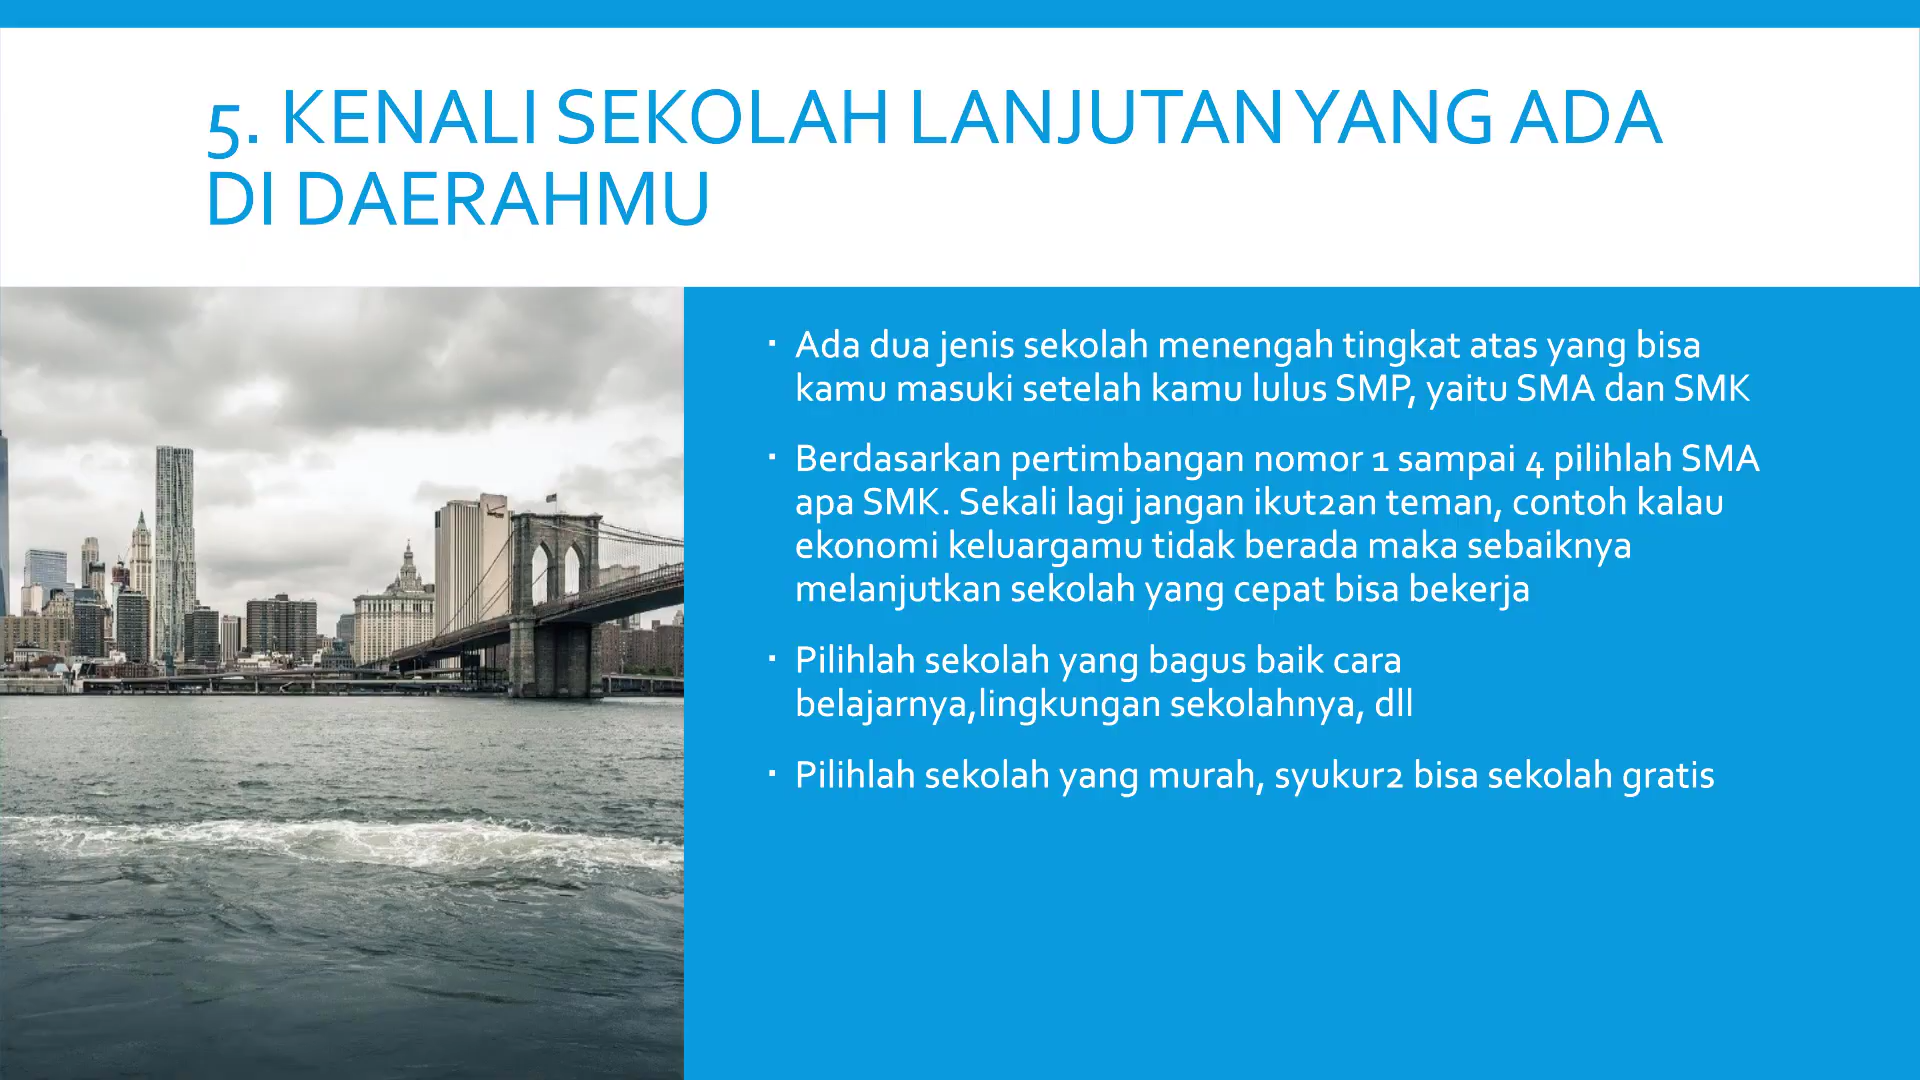 5. KENALI SEKOLAH LANJUTAN YANG ADA
DI DAERAHMU
▪ Ada dua jenis sekolah menengah tingkat atas yang bisa
kamu masuki setelah kamu lulus SMP, yaitu SMA dan SMK
▪ Berdasarkan pertimbangan nomor 1 sampai 4 pilihlah SMA
apa SMK. Sekali lagi jangan ikut2an teman, contoh kalau
ekonomi keluargamu tidak berada maka sebaiknya
melanjutkan sekolah yang cepat bisa bekerja
▪ Pilihlah sekolah yang bagus baik cara
belajarnya,lingkungan sekolahnya, dll
▪ Pilihlah sekolah yang murah, syukur2 bisa sekolah gratis